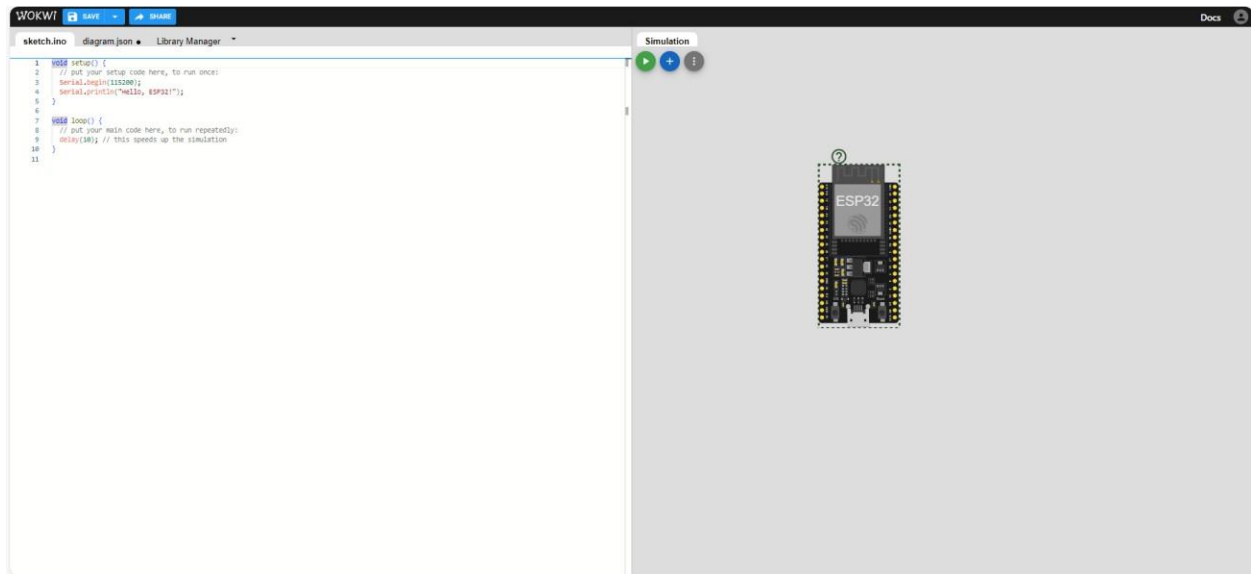 WOKWI SAVE SHARE Docs
sketch.ino diagram.json Library Manager Simulation
1 void setup() {
2 // put your setup code here, to run once:
3 Serial.begin(115200);
4 Serial.println("Hello, ESP32!");
5 }
6
7 void loop() {
8 // put your main code here, to run repeatedly:
9 delay(10); // this speeds up the simulation
10 }
11
?
ESP32